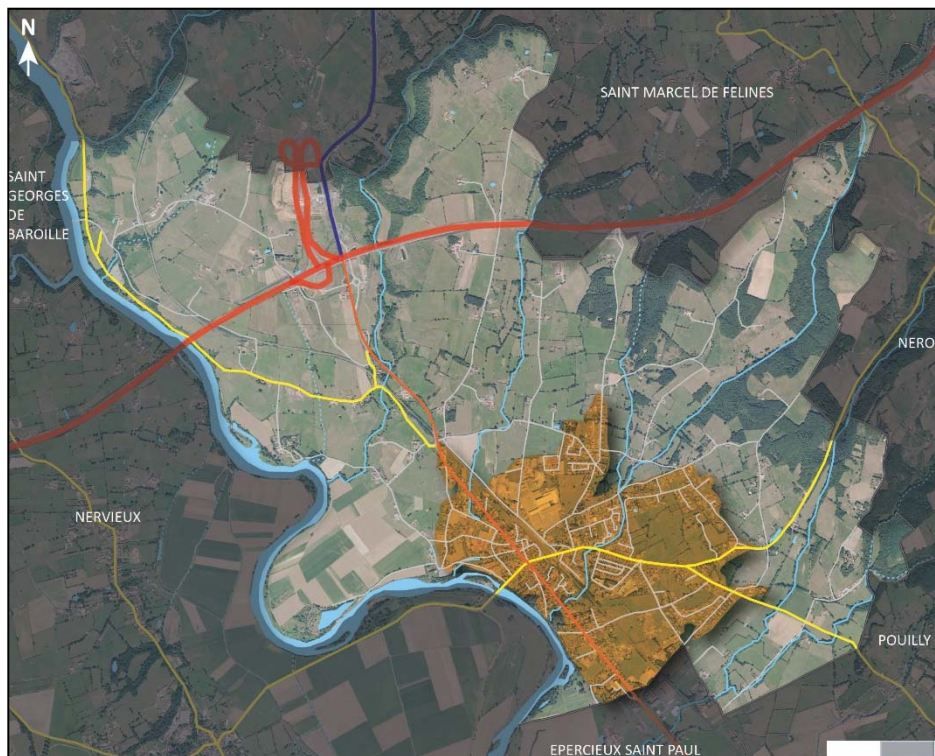 N
SAINT MARCEL DE FELINES
SAINT
GEORGES
DE
BAROILLE
NERO
NERVIEUX
POUILLY
EPERCIEUX SAINT PAUL